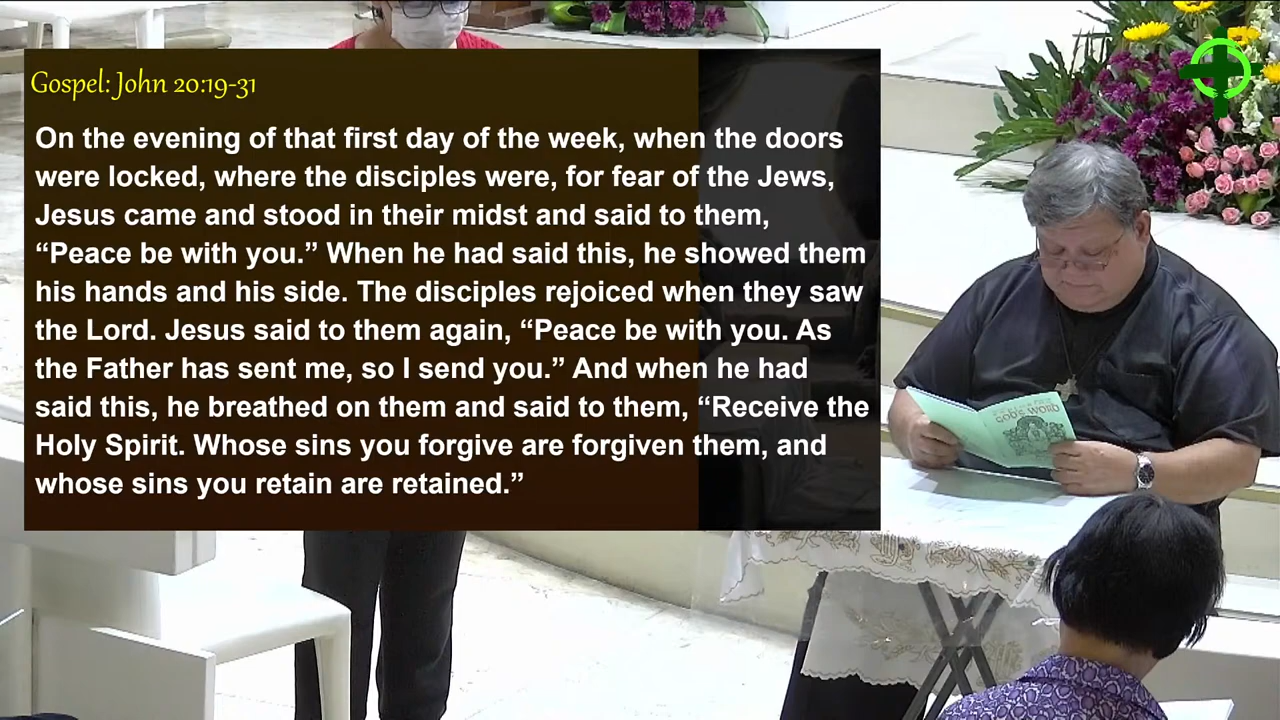 Gospel: John 20:19-31
On the evening of that first day of the week, when the doors
were locked, where the disciples were, for fear of the Jews,
Jesus came and stood in their midst and said to them,
“Peace be with you.” When he had said this, he showed them
his hands and his side. The disciples rejoiced when they saw
the Lord. Jesus said to them again, “Peace be with you. As
the Father has sent me, so I send you.” And when he had
said this, he breathed on them and said to them, “Receive the
Holy Spirit. Whose sins you forgive are forgiven them, and
whose sins you retain are retained.”
GOD'S WORD